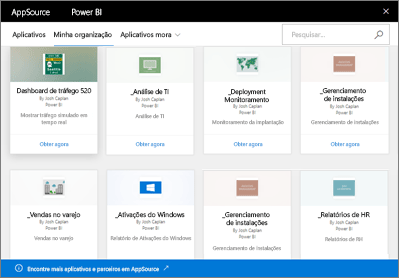 AppSource Power BI
Aplicativos Minha organização Aplicativos mora
Pesquisar...
Dashboard de tráfego 520
By Josh Caplan
Power BI
Mostrar tráfego simulado em
tempo real
Obter agora
_Análise de TI
By Josh Caplan
Power BI
Análise de TI
Obter agora
_Deployment
Monitoramento
By Josh Caplan
Power BI
Monitoramento da implantação
Obter agora
_Gerenciamento
de instalações
By Josh Caplan
Power BI
Gerenciamento de instalações
Obter agora
_Vendas no varejo
By Josh Caplan
Power BI
Vendas no varejo
_Ativações do Windows
By Josh Caplan
Power BI
Relatório de Ativações do Windows
_Gerenciamento
de instalações
By Josh Caplan
Power BI
Gerenciamento de instalações
_Relatórios de HR
By Josh Caplan
Power BI
Relatórios de RH
Encontre mais aplicativos e parceiros em AppSource